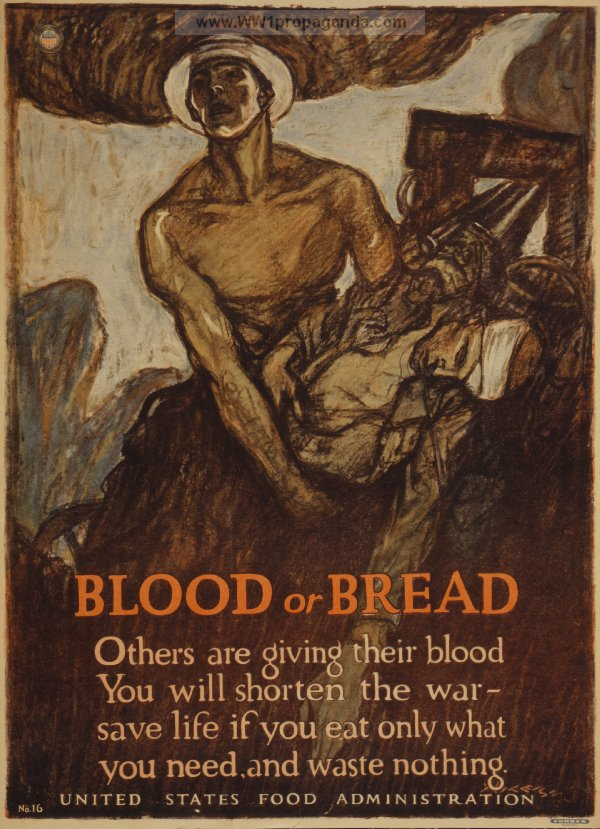 www.WW1propaganda.com
BLOOD or BREAD
Others are giving their blood
You will shorten the war–
save life if you eat only what
you need, and waste nothing.
No. 16
UNITED STATES FOOD ADMINISTRATION